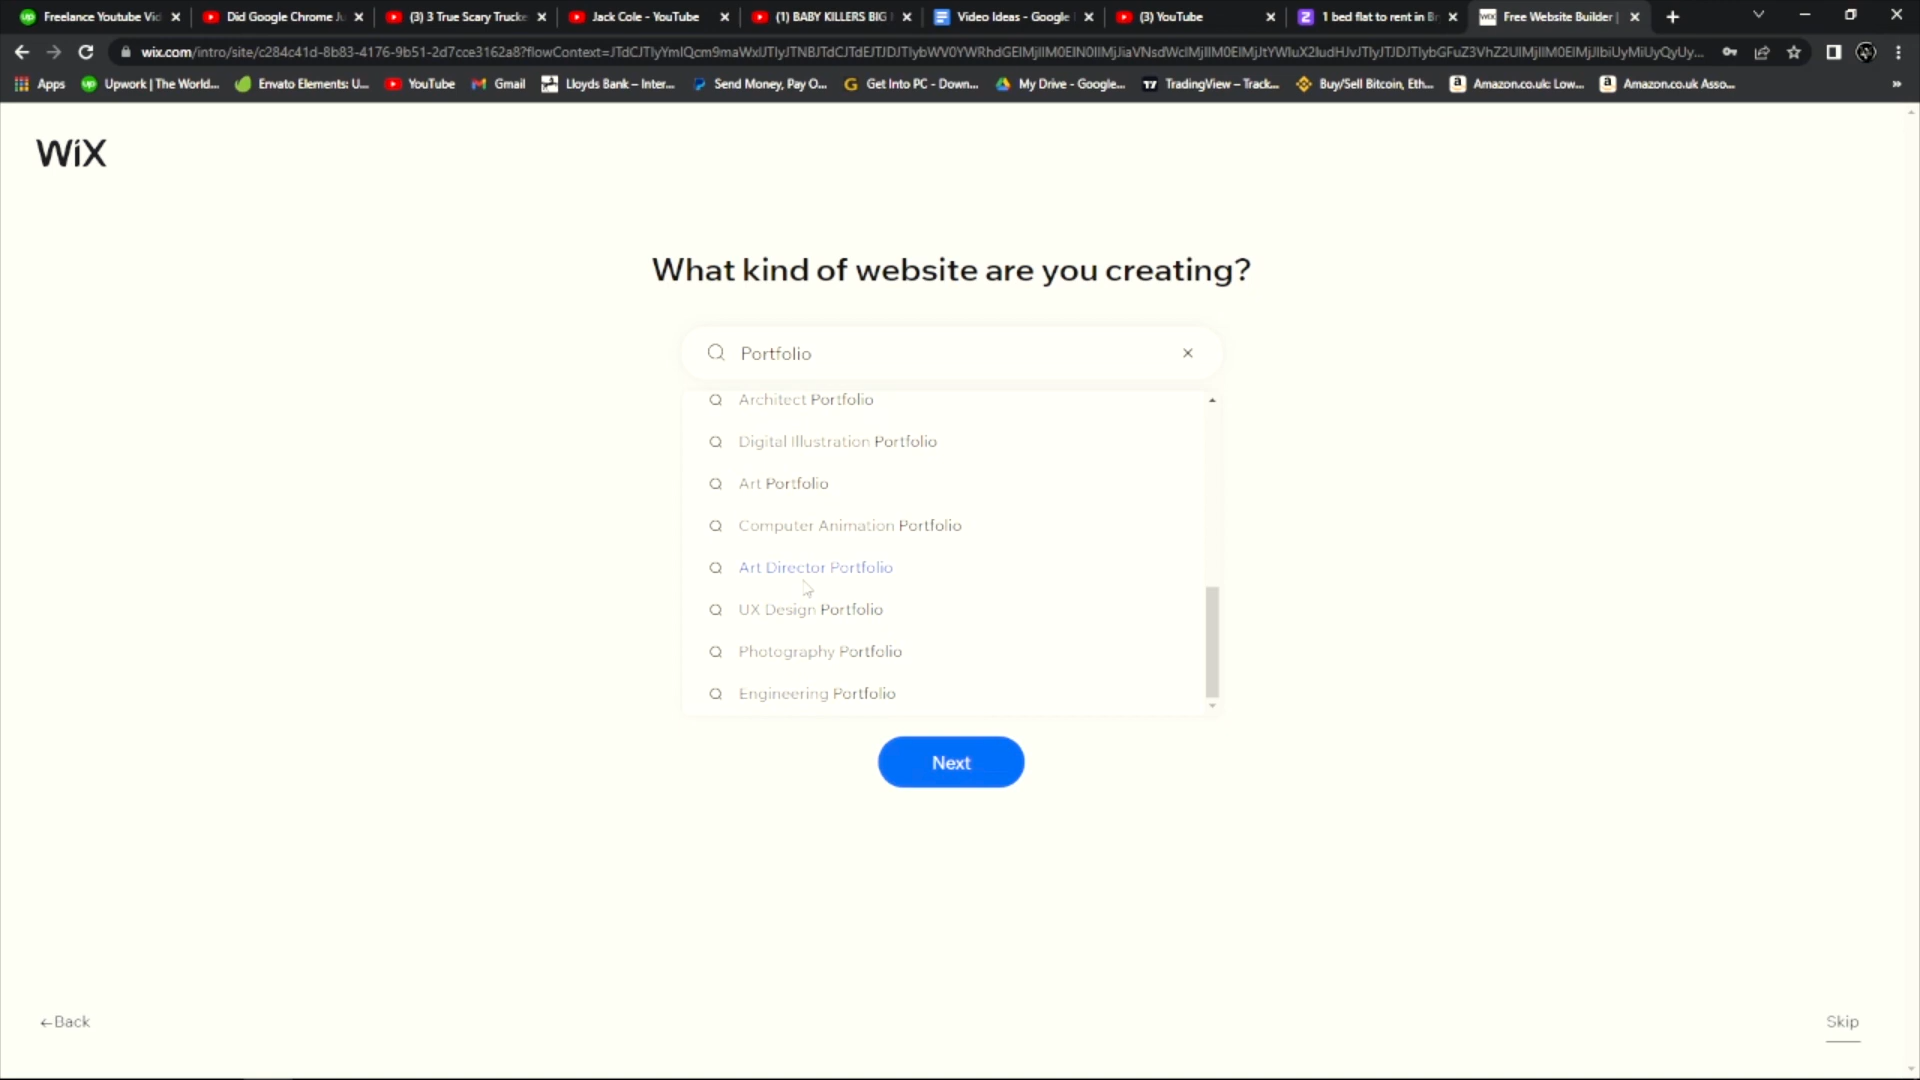 Freelance Youtube Vid
Did Google Chrome Ju
(3) 3 True Scary Trucke
Jack Cole - YouTube
(1) BABY KILLERS BIG
Video Ideas - Google
(3) YouTube
1 bed flat to rent in Br
Free Website Builder |
Apps
Upwork | The World...
Envato Elements: U...
YouTube
Gmail
Lloyds Bank – Inter...
Send Money, Pay O...
Get Into PC - Down...
My Drive - Google...
TradingView – Track...
Buy/Sell Bitcoin, Eth...
Amazon.co.uk: Low...
Amazon.co.uk Asso...
WiX
What kind of website are you creating?
Portfolio
Architect Portfolio
Digital Illustration Portfolio
Art Portfolio
Computer Animation Portfolio
Art Director Portfolio
UX Design Portfolio
Photography Portfolio
Engineering Portfolio
Next
←Back
Skip